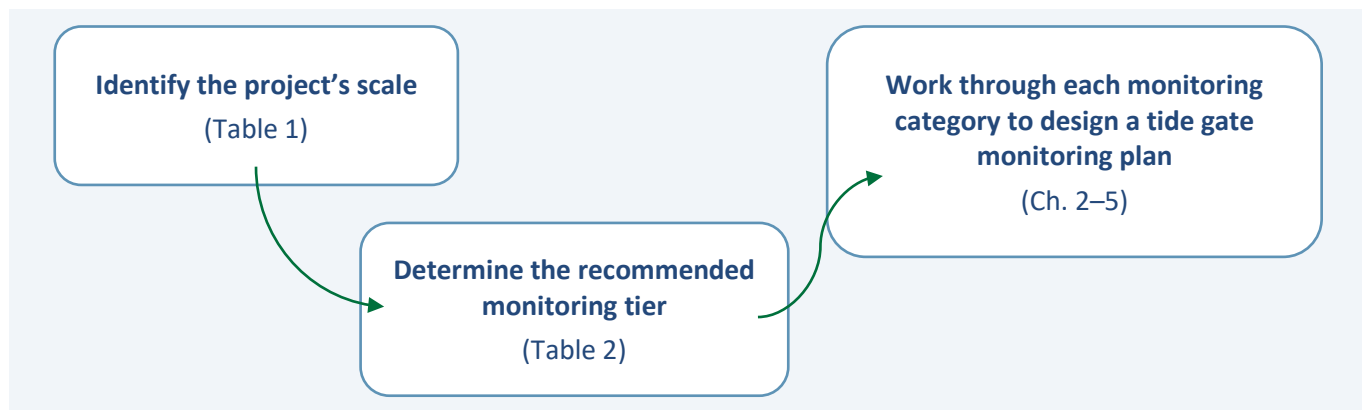 Identify the project’s scale
(Table 1)
Determine the recommended
monitoring tier
(Table 2)
Work through each monitoring
category to design a tide gate
monitoring plan
(Ch. 2–5)